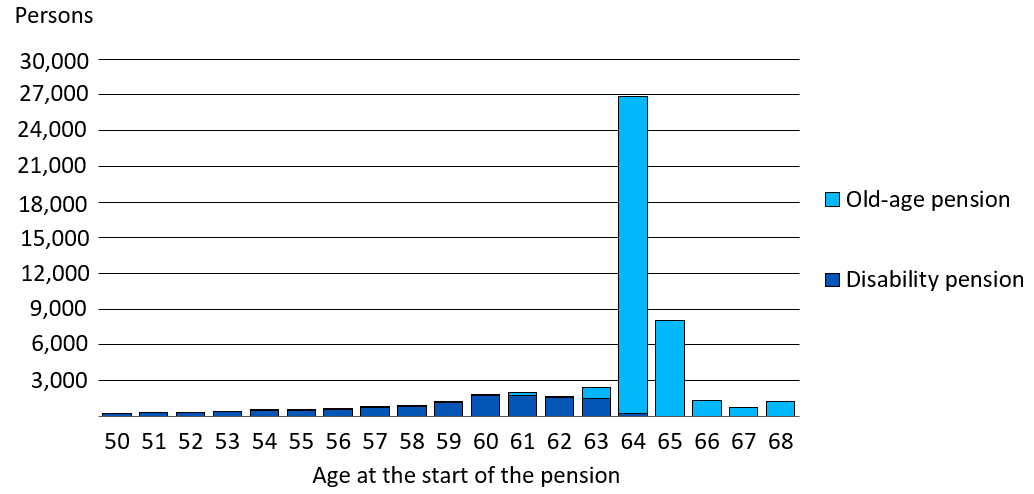 Persons
30,000
27,000
24,000
21,000
18,000
15,000
12,000
9,000
6,000
3,000
Old-age pension
Disability pension
50 51 52 53 54 55 56 57 58 59 60 61 62 63 64 65 66 67 68
Age at the start of the pension